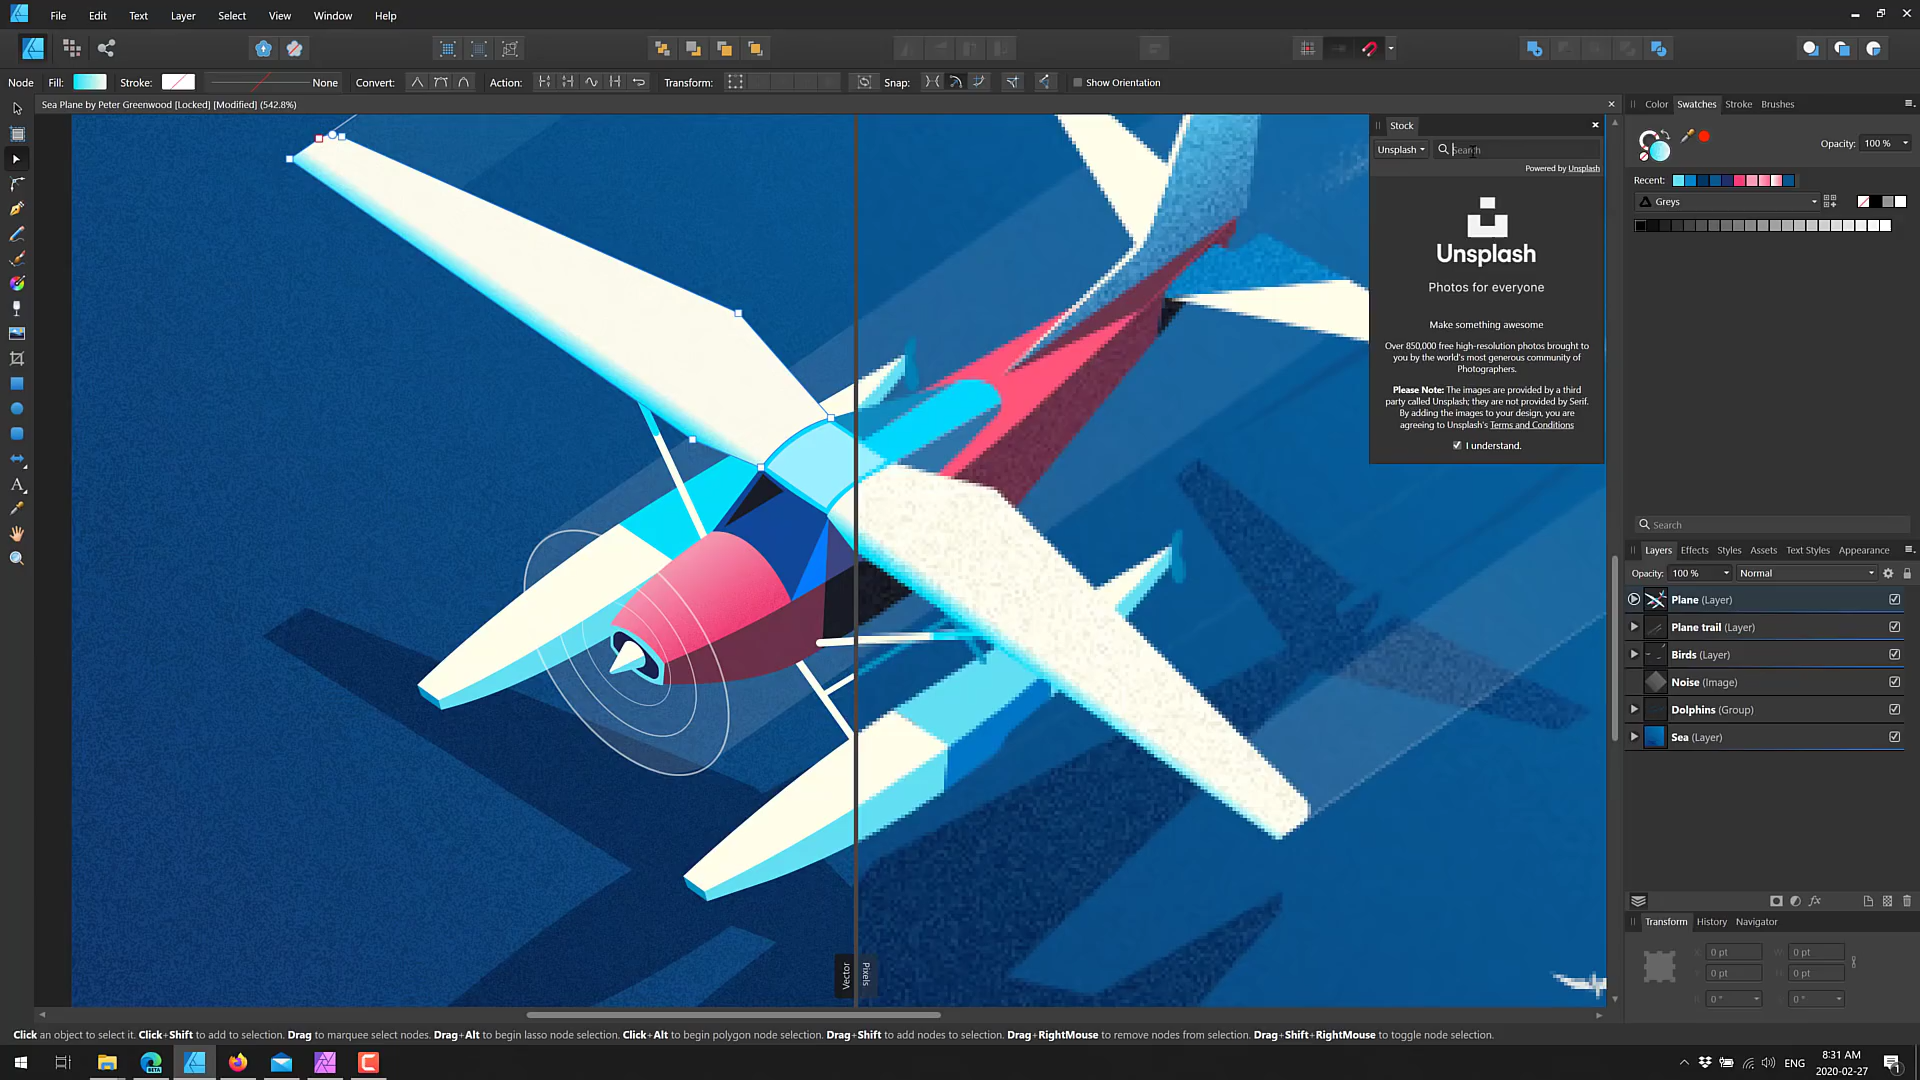 File Edit Text Layer Select View Window Help
Node Fill: Stroke: None Convert: Action: Transform: Snap: Show Orientation
Sea Plane by Peter Greenwood [Locked] [Modified] (542.8%)
Stock
Unsplash Search
Powered by Unsplash
Unsplash
Photos for everyone
Make something awesome
Over 850,000 free high-resolution photos brought to
you by the world's most generous community of
Photographers.
Please Note: The images are provided by a third
party called Unsplash; they are not provided by Serif.
By adding the images to your design, you are
agreeing to Unsplash's Terms and Conditions
I understand.
Vector
Pixels
Color Swatches Stroke Brushes
Opacity: 100 %
Recent:
Greys
Search
Layers Effects Styles Assets Text Styles Appearance
Opacity: 100 % Normal
Plane (Layer)
Plane trail (Layer)
Birds (Layer)
Noise (Image)
Dolphins (Group)
Sea (Layer)
fx
Transform History Navigator
0 pt 0 pt
0 pt 0 pt
0 ° 0 °
Click an object to select it. Click+Shift to add to selection. Drag to marquee select nodes. Drag+Alt to begin lasso node selection. Click+Alt to begin polygon node selection. Drag+Shift to add nodes to selection. Drag+RightMouse to remove nodes from selection. Drag+Shift+RightMouse to toggle node selection.
BETA
ENG
8:31 AM
2020-02-27
1